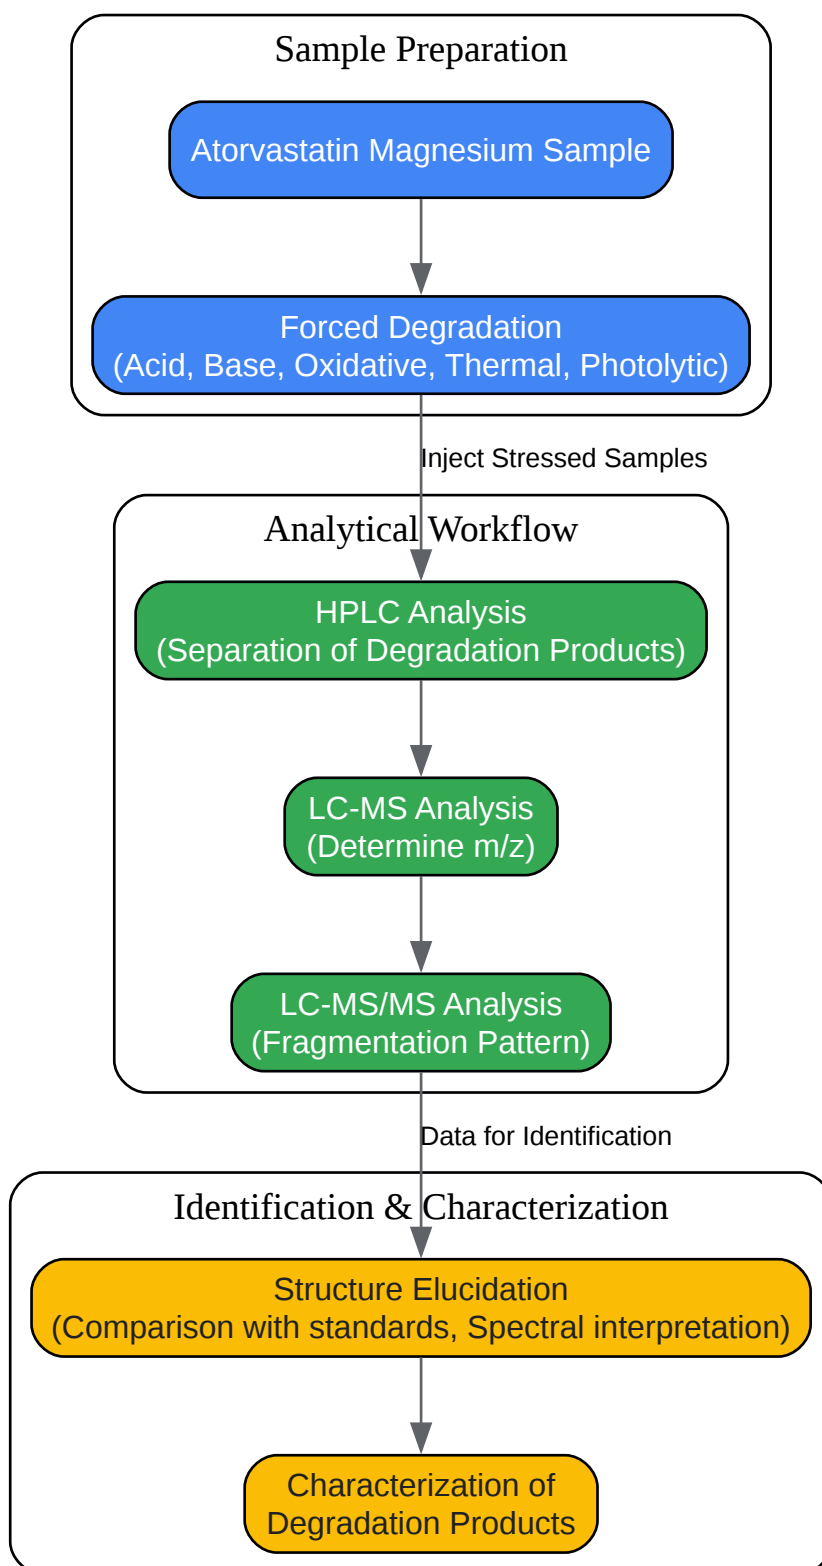 Sample Preparation
Atorvastatin Magnesium Sample
Forced Degradation
(Acid, Base, Oxidative, Thermal, Photolytic)
Inject Stressed Samples
Analytical Workflow
HPLC Analysis
(Separation of Degradation Products)
LC-MS Analysis
(Determine m/z)
LC-MS/MS Analysis
(Fragmentation Pattern)
Data for Identification
Identification & Characterization
Structure Elucidation
(Comparison with standards, Spectral interpretation)
Characterization of
Degradation Products